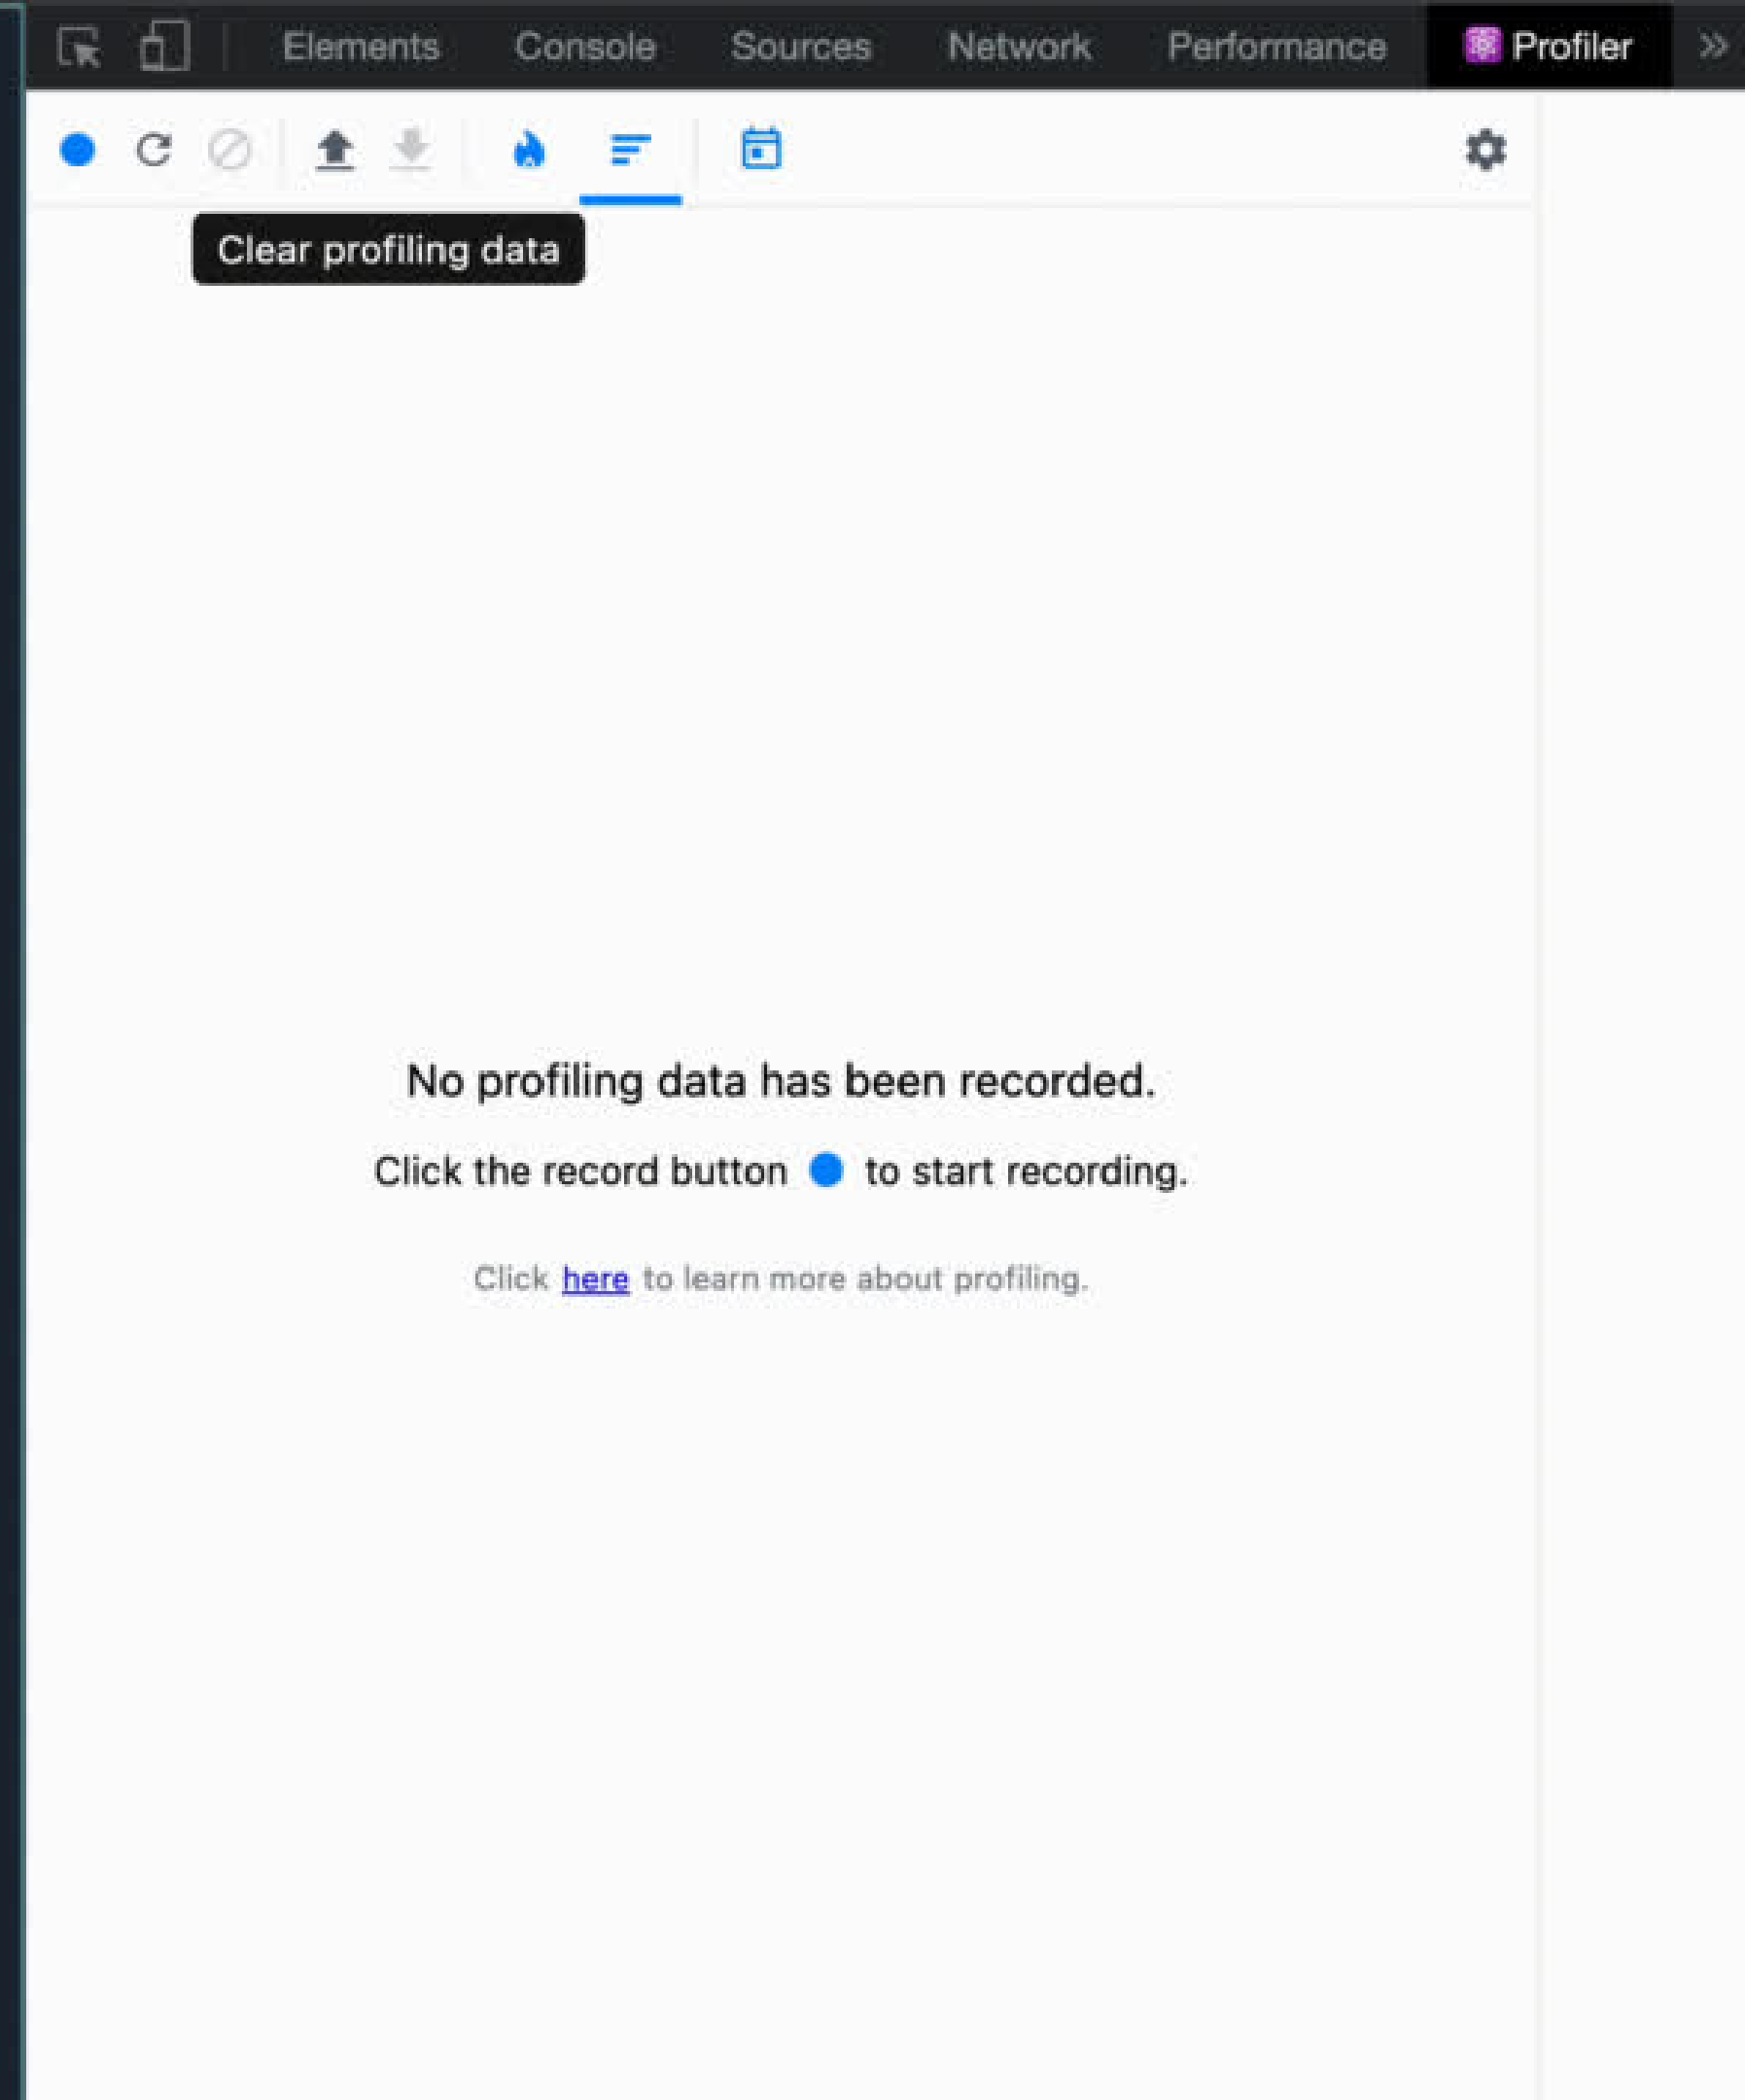 Elements Console Sources Network Performance Profiler »
Clear profiling data
No profiling data has been recorded.
Click the record button to start recording.
Click here to learn more about profiling.